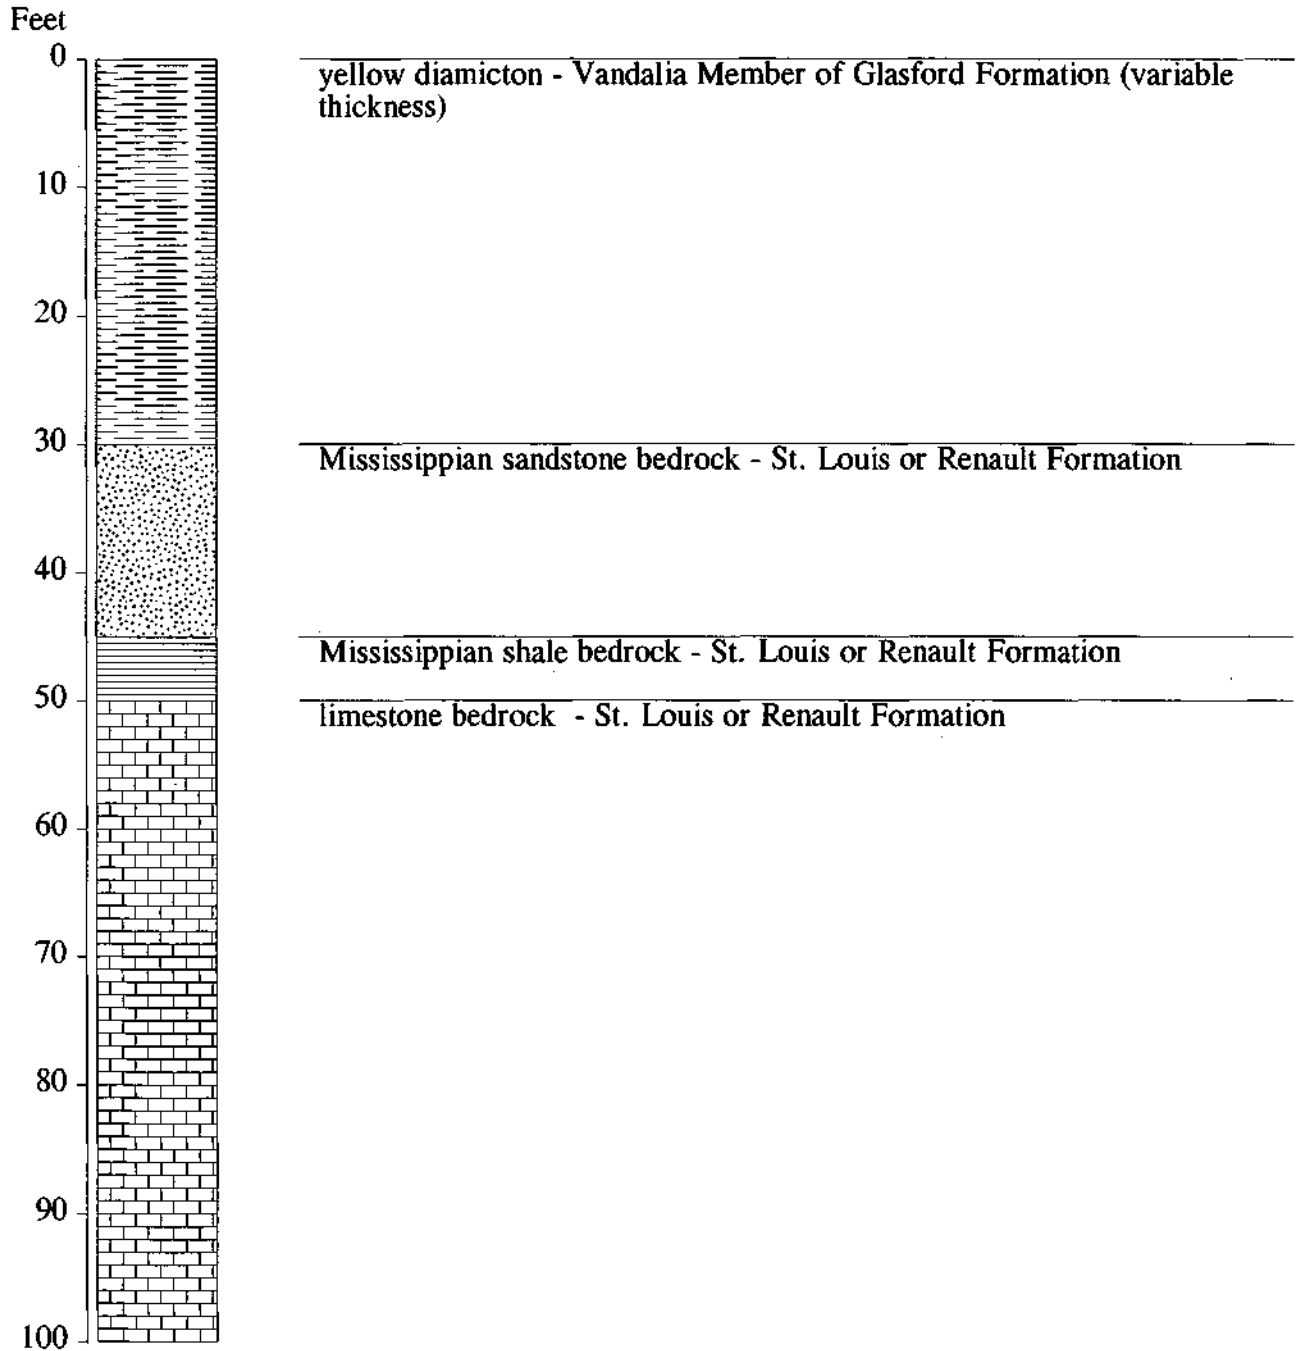 Feet
0
yellow diamicton - Vandalia Member of Glasford Formation (variable
thickness)
10
20
30
Mississippian sandstone bedrock - St. Louis or Renault Formation
40
Mississippian shale bedrock - St. Louis or Renault Formation
50
limestone bedrock - St. Louis or Renault Formation
60
70
80
90
100